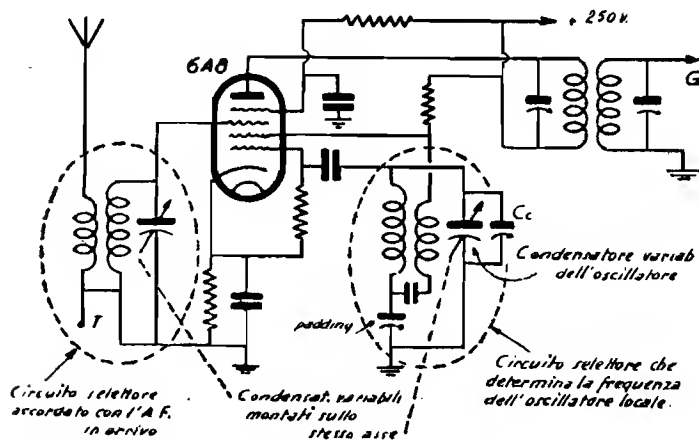 + 250 v.
6A8
G
Cc
Condensatore variab
dell'oscillatore
T
padding
Circuito selettore
accordato con l'A.F.
in arrivo
Condensat. variabili
montati sullo
stesso asse
Circuito selettore che
determina la frequenza
dell'oscillatore locale.